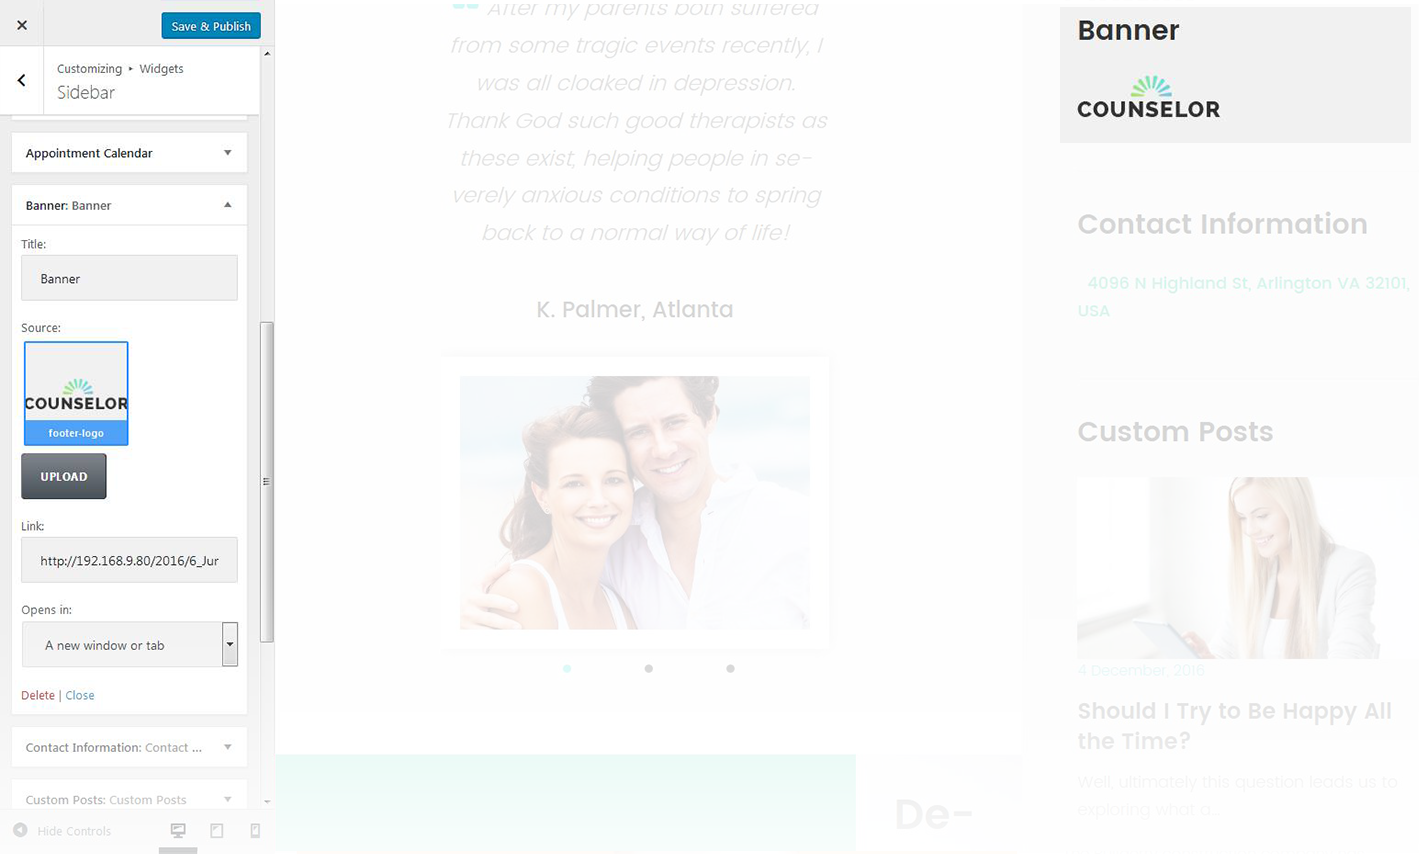 Save & Publish
Customizing ▸ Widgets
Sidebar
Appointment Calendar
Banner: Banner
Title:
Banner
Source:
COUNSELOR
footer-logo
UPLOAD
Link:
http://192.168.9.80/2016/6_Jur
Opens in:
A new window or tab
Delete | Close
Contact Information: Contact ...
Custom Posts: Custom Posts
Hide Controls
After my parents both suffered
from some tragic events recently, I
was all cloaked in depression.
Thank God such good therapists as
these exist, helping people in se-
verely anxious conditions to spring
back to a normal way of life!
K. Palmer, Atlanta
De-
Banner
COUNSELOR
Contact Information
4096 N Highland St, Arlington VA 32101,
USA
Custom Posts
4 December, 2016
Should I Try to Be Happy All
the Time?
Well, ultimately this question leads us to
exploring what a...